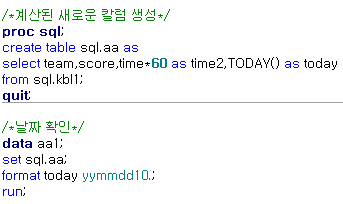 /*계산된 새로운 칼럼 생성*/
proc sql;
create table sql.aa as
select team,score,time*60 as time2,TODAY() as today
from sql.kbl1;
quit;
/*날짜 확인*/
data aa1;
set sql.aa;
format today yymmdd10.;
run;